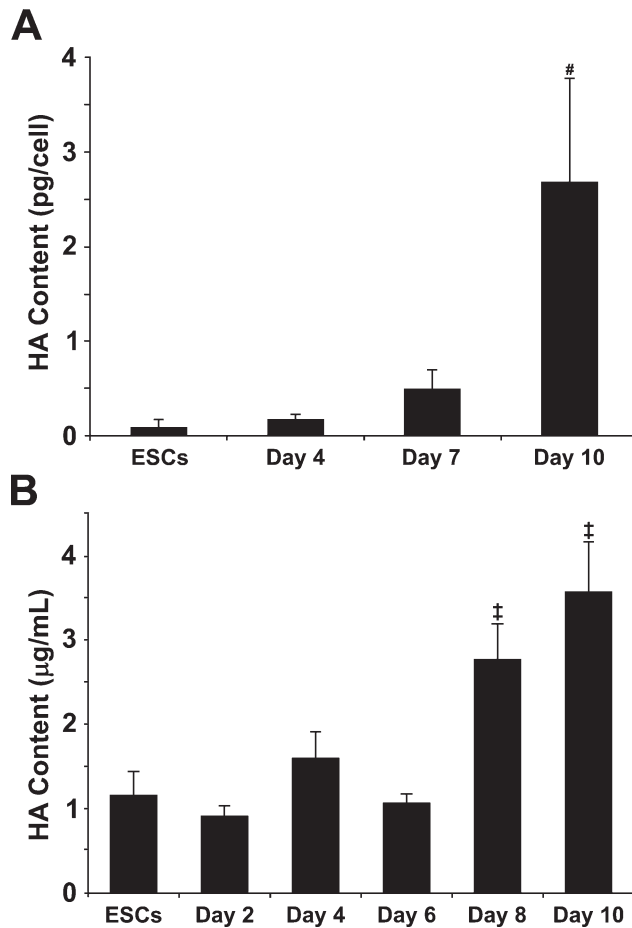 A
HA Content (pg/cell)
4
3
2
1
0
#
ESCs Day 4 Day 7 Day 10
B
HA Content (μg/mL)
4
3
2
1
0
‡
‡
ESCs Day 2 Day 4 Day 6 Day 8 Day 10